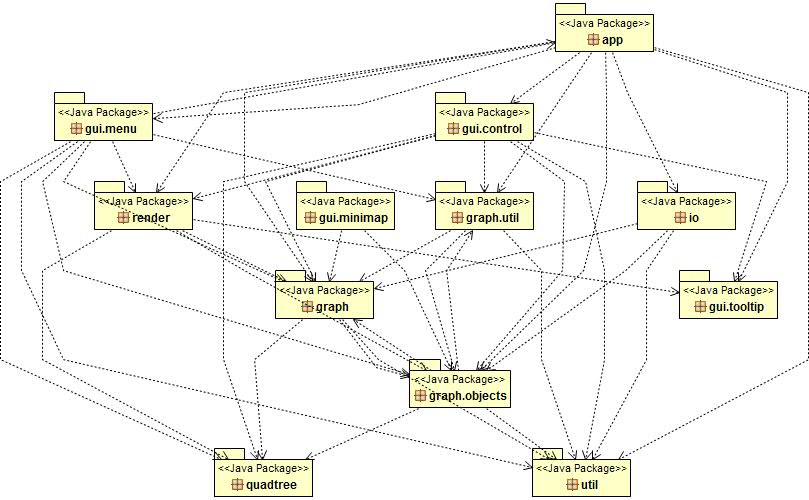 <<Java Package>>
app
<<Java Package>>
gui.menu
<<Java Package>>
gui.control
<<Java Package>>
render
<<Java Package>>
gui.minimap
<<Java Package>>
graph.util
<<Java Package>>
io
<<Java Package>>
graph
<<Java Package>>
gui.tooltip
<<Java Package>>
graph.objects
<<Java Package>>
quadtree
<<Java Package>>
util